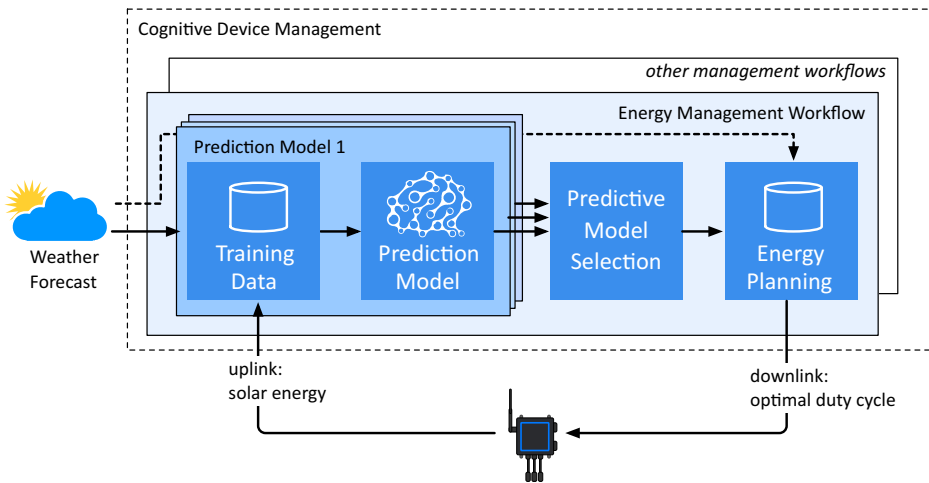 Cognitive Device Management
other management workflows
Energy Management Workflow
Prediction Model 1
Training
Data
Prediction
Model
Predictive
Model
Selection
Energy
Planning
Weather
Forecast
uplink:
solar energy
downlink:
optimal duty cycle